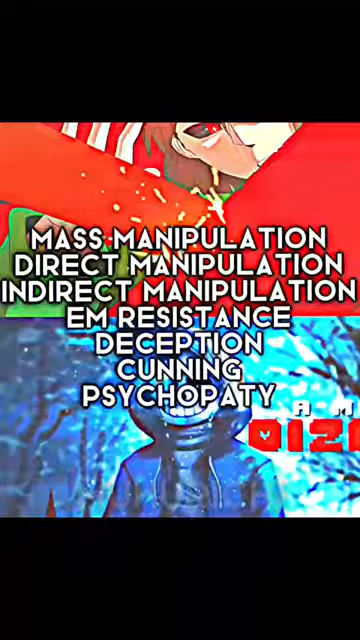 MASS MANIPULATION
DIRECT MANIPULATION
INDIRECT MANIPULATION
EM RESISTANCE
DECEPTION
CUNNING
PSYCHOPATY